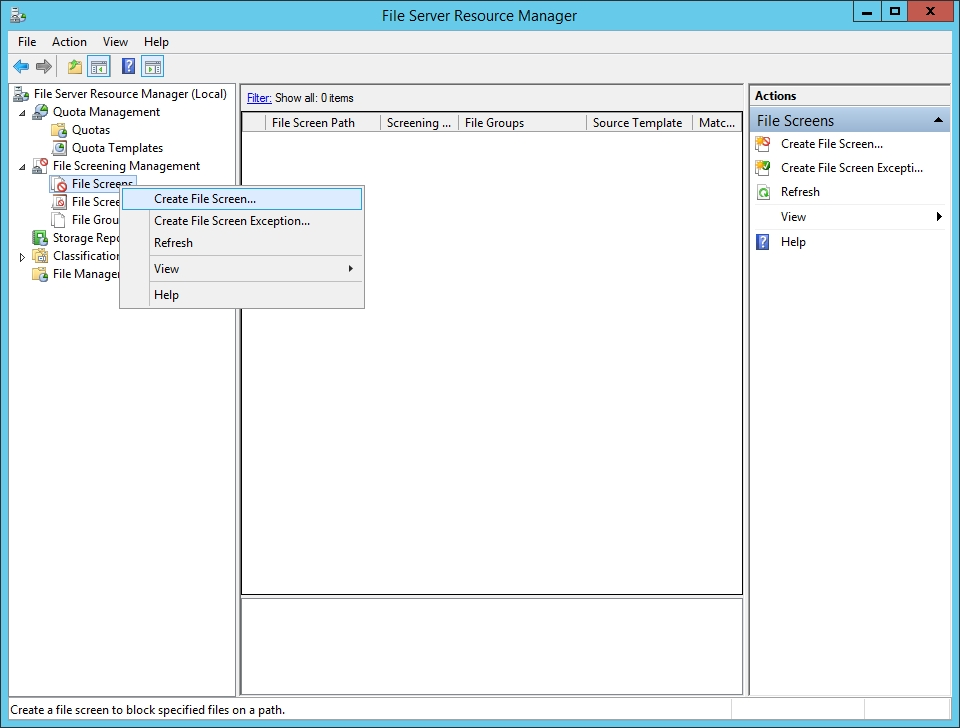 File Server Resource Manager
X
File Action View Help
File Server Resource Manager (Local)
Quota Management
Quotas
Quota Templates
File Screening Management
File Screens
File Scree
File Grou
Storage Repo
Classification
File Manager
Create File Screen...
Create File Screen Exception...
Refresh
View
Help
Filter: Show all: 0 items
File Screen Path Screening ... File Groups Source Template Matc...
Actions
File Screens
Create File Screen...
Create File Screen Excepti...
Refresh
View
Help
Create a file screen to block specified files on a path.